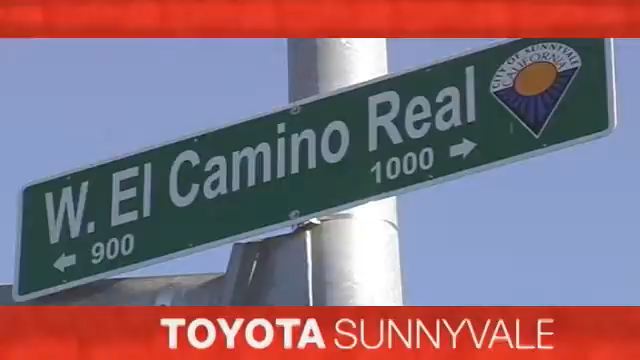 CITY OF SUNNYVALE
CALIFORNIA
W. El Camino Real
← 900
1000 →
TOYOTA SUNNYVALE